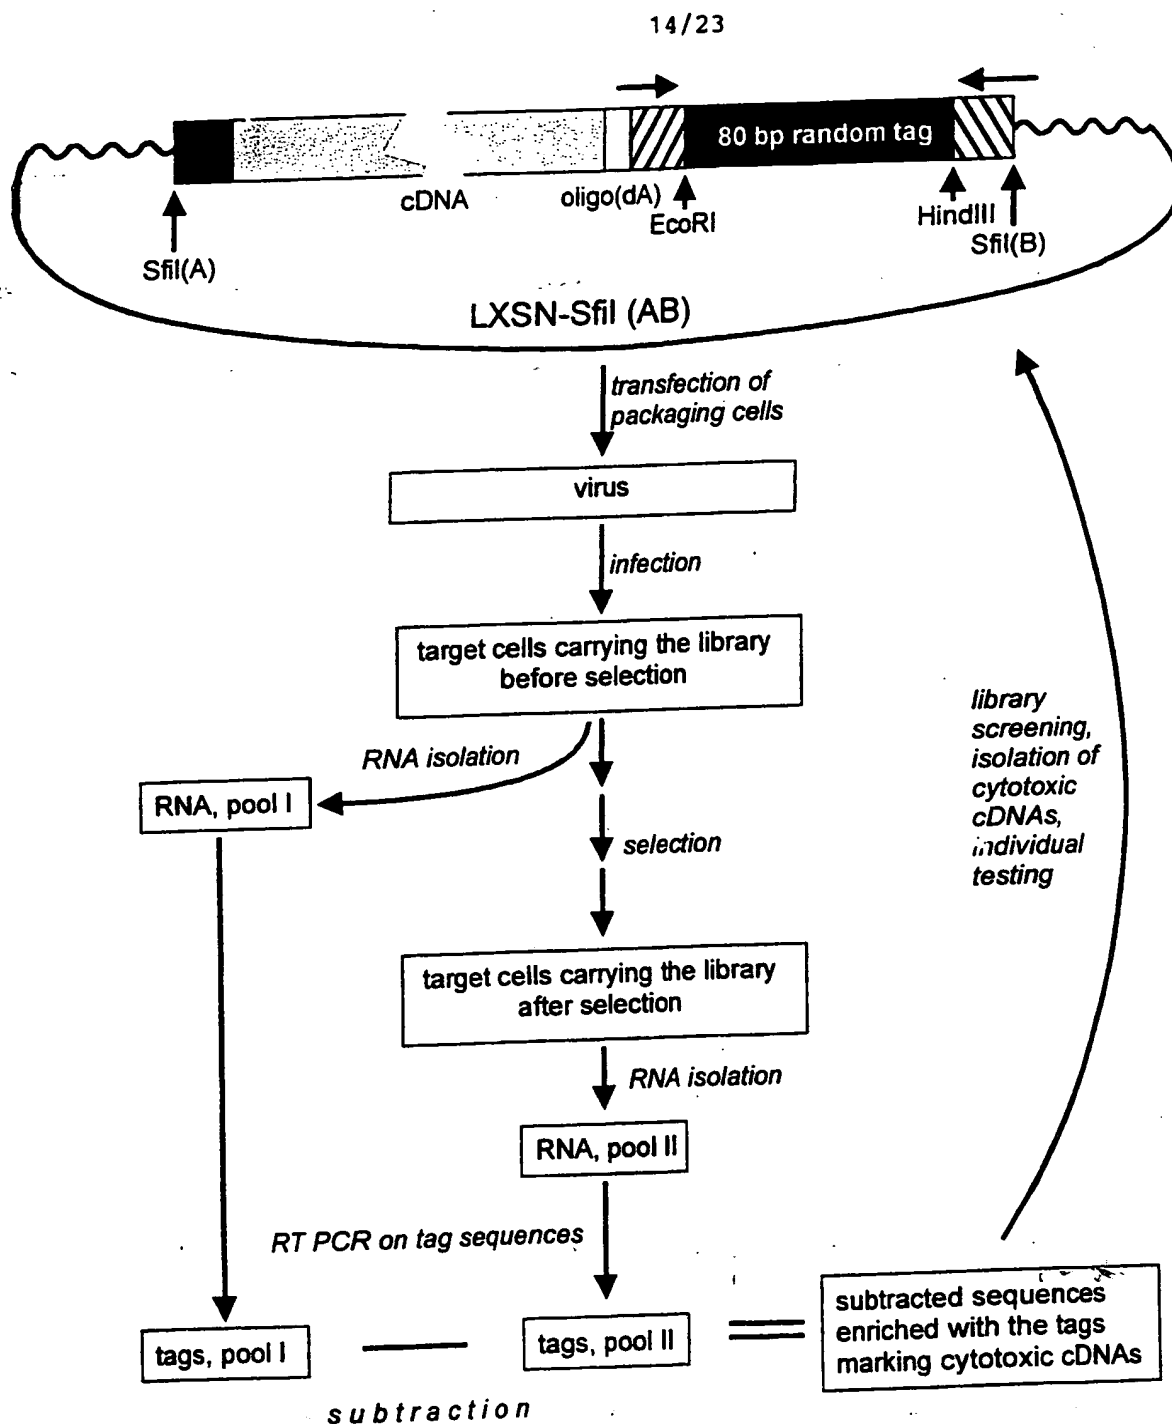 14/23
80 bp random tag
cDNA
oligo(dA)
EcoRI
HindIII
SfiI(B)
SfiI(A)
LXSN-SfiI (AB)
transfection of
packaging cells
virus
infection
target cells carrying the library
before selection
RNA isolation
RNA, pool I
selection
library
screening,
isolation of
cytotoxic
cDNAs,
individual
testing
target cells carrying the library
after selection
RNA isolation
RNA, pool II
RT PCR on tag sequences
tags, pool I
tags, pool II
subtracted sequences
enriched with the tags
marking cytotoxic cDNAs
subtraction